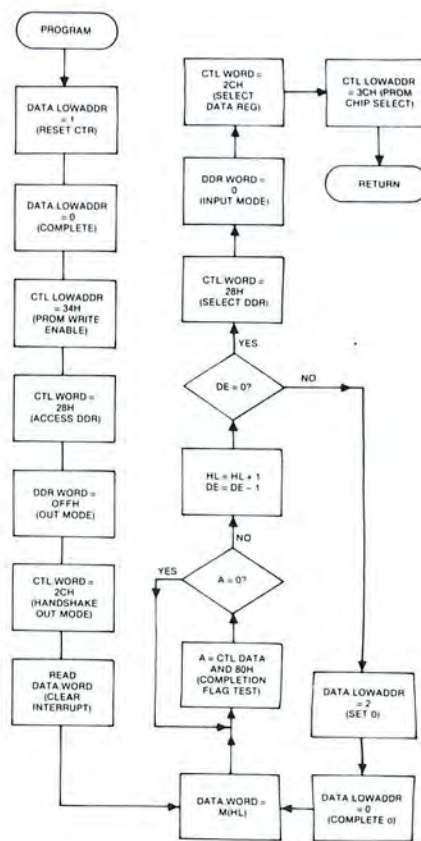 PROGRAM
DATA.LOWADDR
= 1
(RESET CTR)
DATA.LOWADDR
=0
(COMPLETE)
CTL LOWADDR =
34H
(PROM WRITE
ENABLE)
CTL.WORD =
28H
(ACCESS DDR)
DDR WORD =
OFFH
(OUT MODE)
CTL.WORD =
2CH
(HANDSHAKE
OUT MODE)
READ
DATA.WORD
(CLEAR
INTERRUPT)
DATA.WORD =
M(HL)
A = CTL DATA
AND 80H
(COMPLETION
FLAG TEST)
A = 0?
YES
NO
HL = HL + 1
DE = DE − 1
DE = 0?
YES
NO
CTL.WORD =
28H
(SELECT DDR)
DDR WORD =
0
(INPUT MODE)
CTL WORD =
2CH
(SELECT
DATA REG)
CTL LOWADDR
= 3CH (PROM
CHIP SELECT)
RETURN
DATA.LOWADDR
= 2
(SET 0)
DATA.LOWADDR
= 0
(COMPLETE 0)